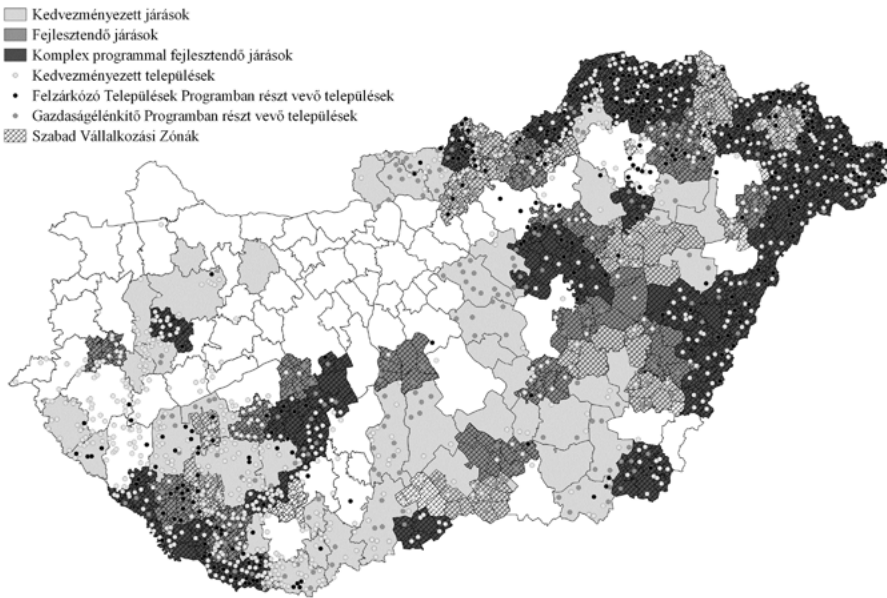 Kedvezményezett járások
Fejlesztendő járások
Komplex programmal fejlesztendő járások
Kedvezményezett települések
Felzárkózó Települések Programban részt vevő települések
Gazdaságélénkítő Programban részt vevő települések
Szabad Vállalkozási Zónák